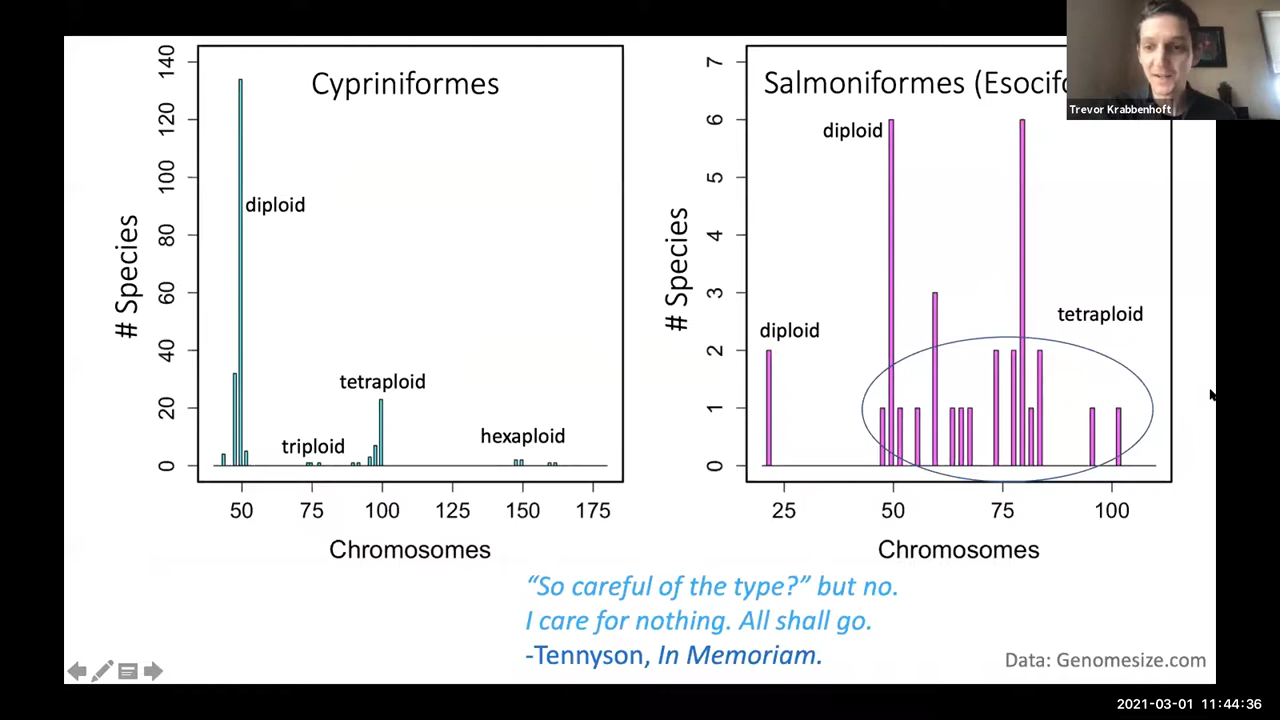 Cypriniformes
140
120
100
80
60
40
20
0
# Species
diploid
triploid
tetraploid
hexaploid
50 75 100 125 150 175
Chromosomes
Salmoniformes (Esocifo
7
6
5
4
3
2
1
0
# Species
diploid
diploid
tetraploid
25 50 75 100
Chromosomes
Trevor Krabbenhoft
“So careful of the type?” but no.
I care for nothing. All shall go.
-Tennyson, In Memoriam.
Data: Genomesize.com
2021-03-01 11:44:36